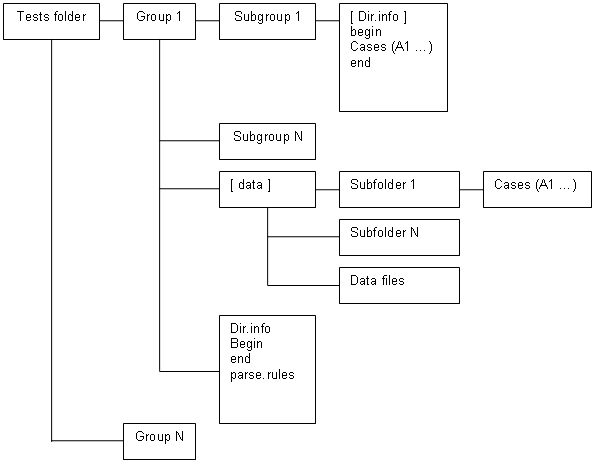 Tests folder
Group 1
Subgroup 1
[ Dir.info ]
begin
Cases (A1 ...)
end
Subgroup N
[ data ]
Subfolder 1
Cases (A1 ...)
Subfolder N
Data files
Dir.info
Begin
end
parse.rules
Group N